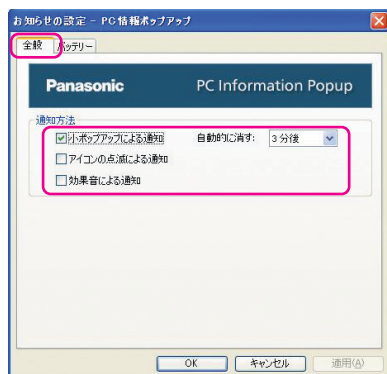 お知らせの設定 - PC情報ポップアップ
全般 バッテリー
Panasonic PC Information Popup
通知方法
小ポップアップによる通知 自動的に消す: 3分後
アイコンの点滅による通知
効果音による通知
OK キャンセル 適用(A)